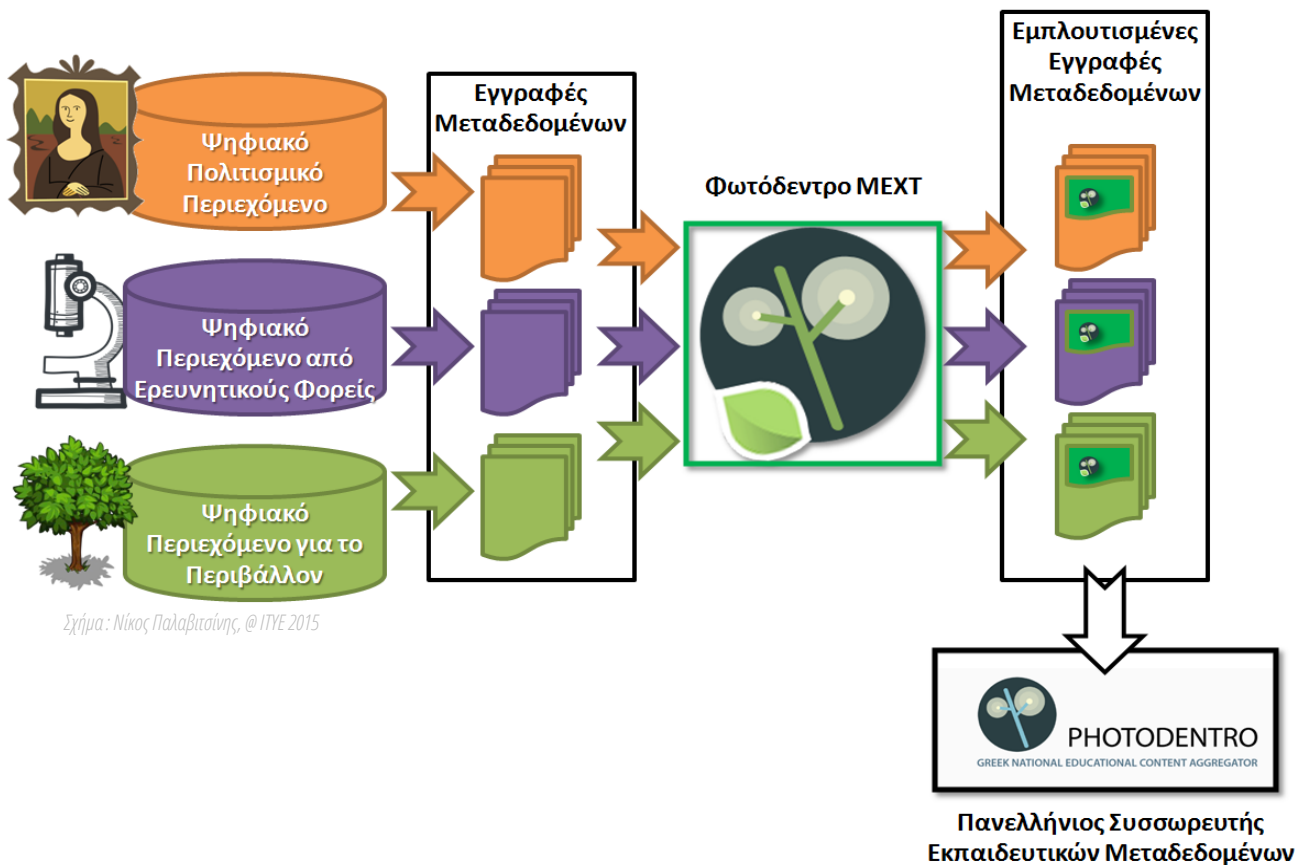 Ψηφιακό
Πολιτισμικό
Περιεχόμενο
Ψηφιακό
Περιεχόμενο από
Ερευνητικούς Φορείς
Ψηφιακό
Περιεχόμενο για το
Περιβάλλον
Σχήμα : Νίκος Παλαβιτσίνης, @ ΙΤΥΕ 2015
Εγγραφές
Μεταδεδομένων
Φωτόδεντρο ΜΕΧΤ
Εμπλουτισμένες
Εγγραφές
Μεταδεδομένων
PHOTODENTRO
GREEK NATIONAL EDUCATIONAL CONTENT AGGREGATOR
Πανελλήνιος Συσσωρευτής
Εκπαιδευτικών Μεταδεδομένων